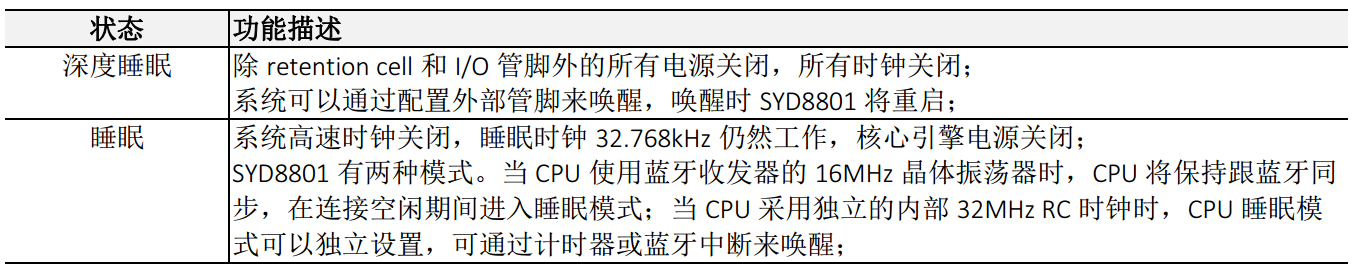 状态 功能描述
深度睡眠 除 retention cell 和 I/O 管脚外的所有电源关闭，所有时钟关闭；
系统可以通过配置外部管脚来唤醒，唤醒时 SYD8801 将重启；
睡眠 系统高速时钟关闭，睡眠时钟 32.768kHz 仍然工作，核心引擎电源关闭；
SYD8801 有两种模式。当 CPU 使用蓝牙收发器的 16MHz 晶体振荡器时，CPU 将保持跟蓝牙同
步，在连接空闲期间进入睡眠模式；当 CPU 采用独立的内部 32MHz RC 时钟时，CPU 睡眠模
式可以独立设置，可通过计时器或蓝牙中断来唤醒；